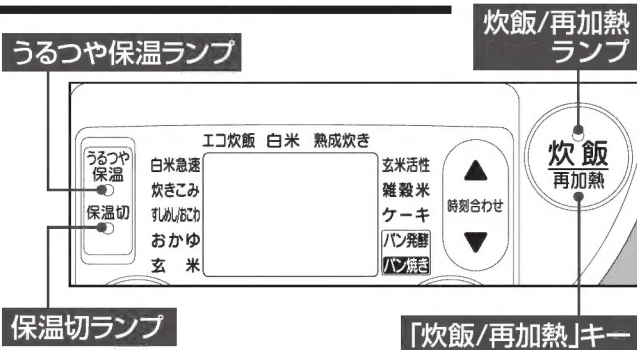 炊飯/再加熱
ランプ
うるつや保温ランプ
エコ炊飯 白米 熟成炊き
うるつや
保温
保温切
白米急速
炊きこみ
すしめし/おこわ
おかゆ
玄 米
玄米活性
雑穀米
ケーキ
パン発酵
パン焼き
▲
時刻合わせ
▼
炊飯
再加熱
保温切ランプ
「炊飯/再加熱」キー